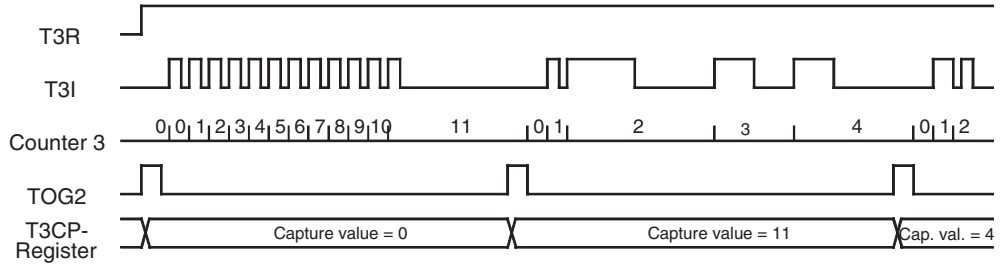 T3R
T3I
Counter 3 0 0 1 2 3 4 5 6 7 8 9 10 11 0 1 2 3 4 0 1 2
TOG2
T3CP-
Register Capture value = 0 Capture value = 11 Cap. val. = 4